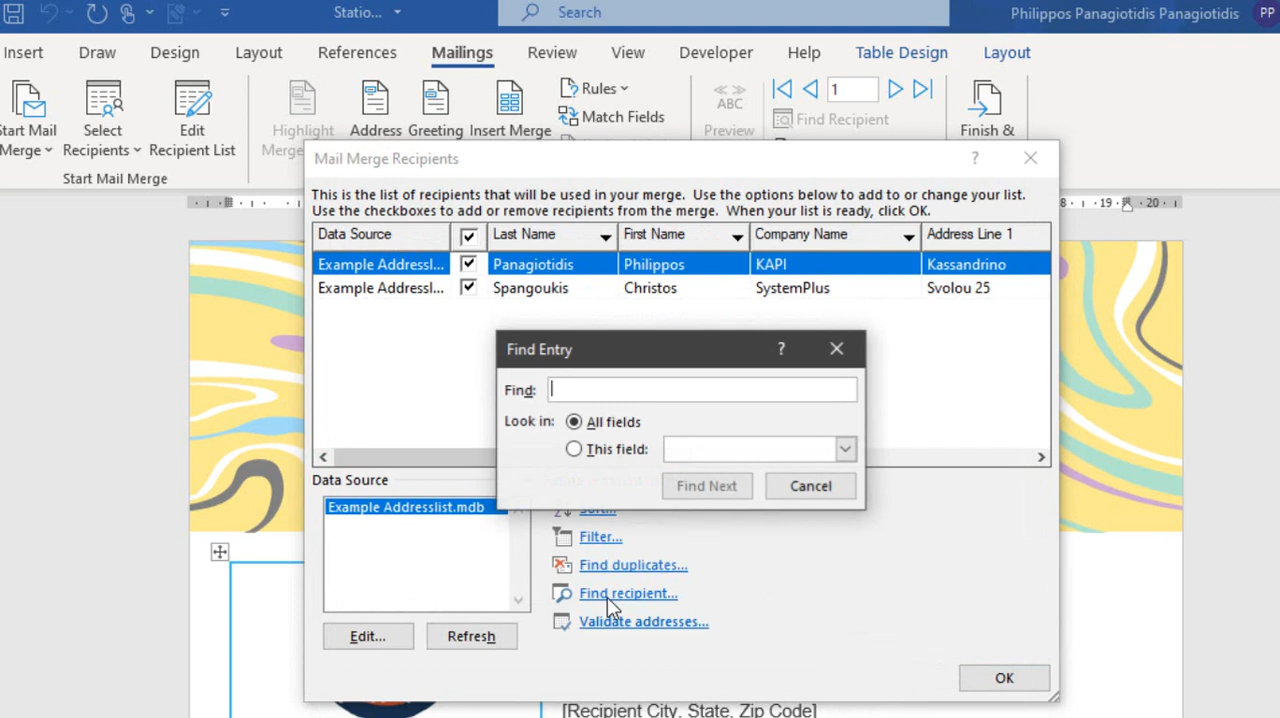 Statio...
Search
Philippos Panagiotidis Panagiotidis
PP
Insert Draw Design Layout References Mailings Review View Developer Help Table Design Layout
Start Mail Merge
Select Recipients
Edit Recipient List
Start Mail Merge
Highlight
Address
Greeting
Insert Merge
Rules
Match Fields
ABC
Preview
1
Find Recipient
Finish &
Mail Merge Recipients
?
This is the list of recipients that will be used in your merge. Use the options below to add to or change your list.
Use the checkboxes to add or remove recipients from the merge. When your list is ready, click OK.
Data Source Last Name First Name Company Name Address Line 1
Example Addressl... Panagiotidis Philippos KAPI Kassandrino
Example Addressl... Spangoukis Christos SystemPlus Svolou 25
Find Entry
?
Find:
Look in: All fields
This field:
Find Next Cancel
Data Source
Example Addresslist.mdb
Sort...
Filter...
Find duplicates...
Find recipient...
Validate addresses...
Edit... Refresh
OK
[Recipient City, State, Zip Code]
19
20